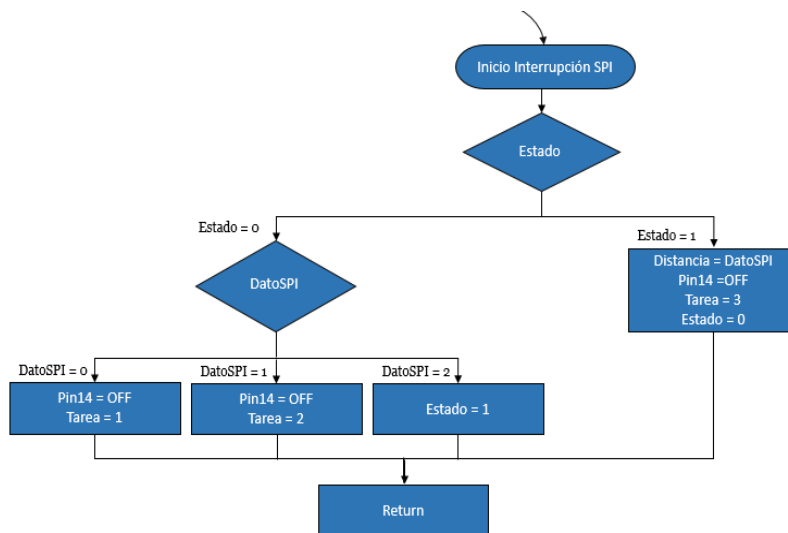 Inicio Interrupción SPI
Estado
Estado = 0
Estado = 1
DatoSPI
Distancia = DatoSPI
Pin14 =OFF
Tarea = 3
Estado = 0
DatoSPI = 0
DatoSPI = 1
DatoSPI = 2
Pin14 = OFF
Tarea = 1
Pin14 = OFF
Tarea = 2
Estado = 1
Return